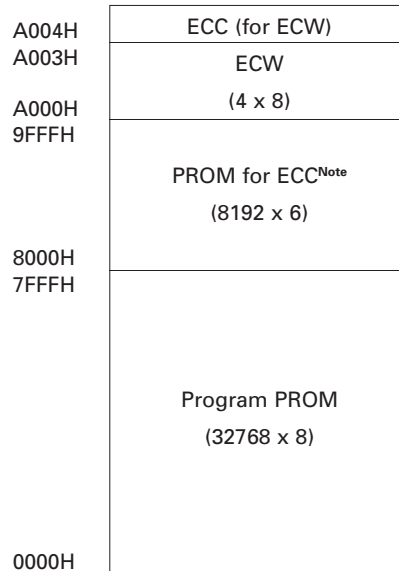 A004H
ECC (for ECW)
A003H
ECW
(4 x 8)
A000H
9FFFH
PROM for ECCNote
(8192 x 6)
8000H
7FFFH
Program PROM
(32768 x 8)
0000H